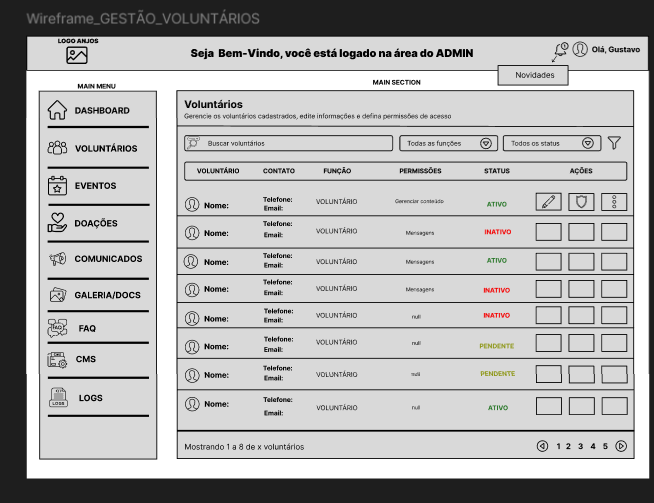 Wireframe_GESTÃO_VOLUNTÁRIOS
LOGO ANJOS
Seja Bem-Vindo, você está logado na área do ADMIN
Olá, Gustavo
Novidades
MAIN MENU
DASHBOARD
VOLUNTÁRIOS
EVENTOS
DOAÇÕES
COMUNICADOS
GALERIA/DOCS
FAQ
FAQ
CMS
CMS
LOGS
LOGS
MAIN SECTION
Voluntários
Gerencie os voluntários cadastrados, edite informações e defina permissões de acesso
Buscar voluntários
Todas as funções
Todos os status
VOLUNTÁRIO CONTATO FUNÇÃO PERMISSÕES STATUS AÇÕES
Nome: Telefone: Email: VOLUNTÁRIO Gerenciar conteúdo ATIVO
Nome: Telefone: Email: VOLUNTÁRIO Mensagens INATIVO
Nome: Telefone: Email: VOLUNTÁRIO Mensagens ATIVO
Nome: Telefone: Email: VOLUNTÁRIO Mensagens INATIVO
Nome: Telefone: Email: VOLUNTÁRIO null INATIVO
Nome: Telefone: Email: VOLUNTÁRIO null PENDENTE
Nome: Telefone: Email: VOLUNTÁRIO null PENDENTE
Nome: Telefone: Email: VOLUNTÁRIO null ATIVO
Mostrando 1 a 8 de x voluntários
1 2 3 4 5